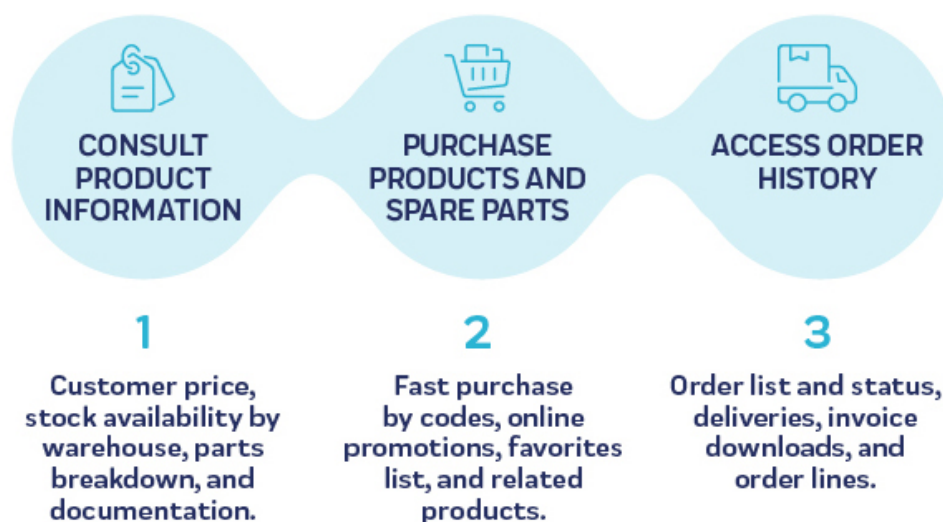 CONSULT
PRODUCT
INFORMATION
PURCHASE
PRODUCTS AND
SPARE PARTS
ACCESS ORDER
HISTORY
1
Customer price,
stock availability by
warehouse, parts
breakdown, and
documentation.
2
Fast purchase
by codes, online
promotions, favorites
list, and related
products.
3
Order list and status,
deliveries, invoice
downloads, and
order lines.